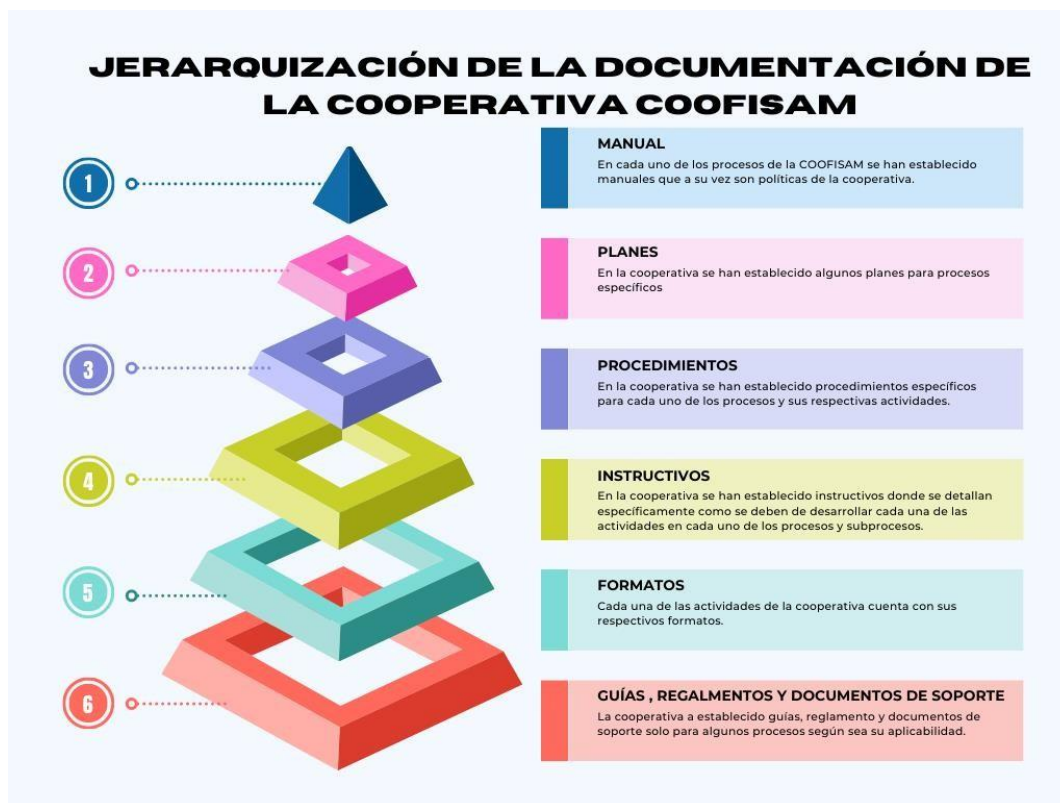 JERARQUIZACIÓN DE LA DOCUMENTACIÓN DE
LA COOPERATIVA COOFISAM
1
MANUAL
En cada uno de los procesos de la COOFISAM se han establecido
manuales que a su vez son políticas de la cooperativa.
2
PLANES
En la cooperativa se han establecido algunos planes para procesos
específicos
3
PROCEDIMIENTOS
En la cooperativa se han establecido procedimientos específicos
para cada uno de los procesos y sus respectivas actividades.
4
INSTRUCTIVOS
En la cooperativa se han establecido instructivos donde se detallan
específicamente como se deben de desarrollar cada una de las
actividades en cada uno de los procesos y subprocesos.
5
FORMATOS
Cada una de las actividades de la cooperativa cuenta con sus
respectivos formatos.
6
GUÍAS , REGALMENTOS Y DOCUMENTOS DE SOPORTE
La cooperativa a establecido guías, reglamento y documentos de
soporte solo para algunos procesos según sea su aplicabilidad.